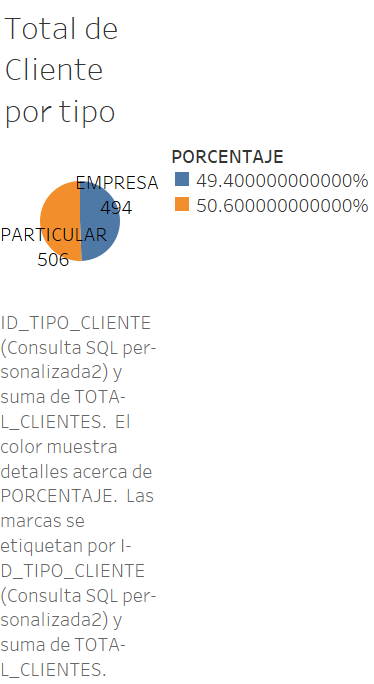 Total de
Cliente
por tipo
PORCENTAJE
49.400000000000%
50.600000000000%
EMPRESA
494
PARTICULAR
506
ID_TIPO_CLIENTE
(Consulta SQL per-
sonalizada2) y
suma de TOTA-
L_CLIENTES.  El
color muestra
detalles acerca de
PORCENTAJE.  Las
marcas se
etiquetan por I-
D_TIPO_CLIENTE
(Consulta SQL per-
sonalizada2) y
suma de TOTA-
L_CLIENTES.